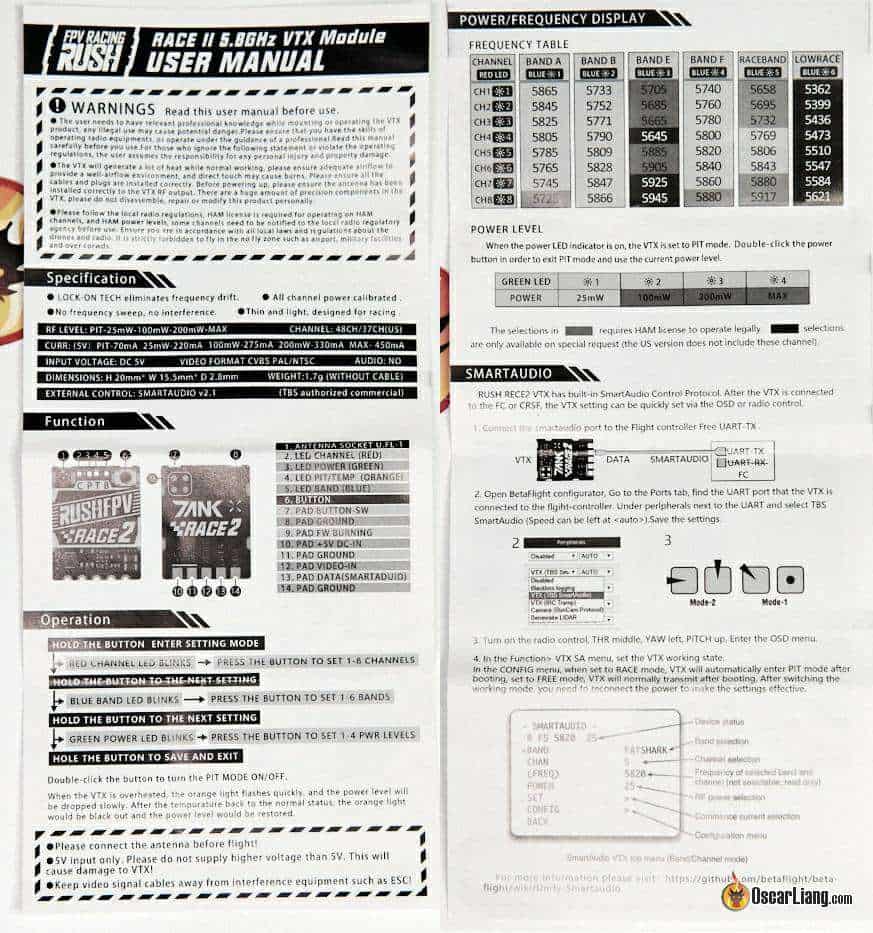 FPV RACING
RUSH
RACE II 5.8GHz VTX Module
USER MANUAL
WARNINGS Read this user manual before use.
● The user needs to have relevant professional knowledge while mounting or operating the VTX
product, any illegal use may cause potential danger.Please ensure that you have the skills of
operating radio equipments, or operate under the guidance of a professional.Read this manual
carefully before you use.For those who ignore the following statement or violate the operating
regulations, the user assumes the responsibility for any personal injury and property damage.
●The VTX will generate a lot of heat while normal working, please ensure adequate airflow to
provide a well-airflow environment, and direct touch may cause burns. Please ensure all the
cables and plugs are installed correctly. Before powering up, please ensure the antenna has been
installed correctly to the VTX RF output. There are a huge amount of precision components in the
VTX, please do not disassemble, repair or modify this product personally.
●Please follow the local radio regulations, HAM license is required for operating on HAM
channels, and HAM power levels, some channels need to be notified to the local radio regulatory
agency before use. Ensure you are in accordance with all local laws and regulations about the
drones and radio. It is strictly forbidden to fly in the no fly zone such as airport, military facilities
and over crowds.
Specification
● LOCK-ON TECH eliminates frequency drift. ● All channel power calibrated .
●No frequency sweep, no interference. ●Thin and light, designed for racing .
RF LEVEL: PIT-25mW-100mW-200mW-MAX CHANNEL: 48CH/37CH(US)
CURR: (5V) PIT-70mA 25mW-220mA 100mW-275mA 200mW-330mA MAX- 450mA
INPUT VOLTAGE: DC 5V VIDEO FORMAT CVBS PAL/NTSC AUDIO: NO
DIMENSIONS: H 20mm* W 15.5mm* D 2.8mm WEIGHT:1.7g (WITHOUT CABLE)
EXTERNAL CONTROL: SMARTAUDIO v2.1 (TBS authorized commercial)
Function
1 2 3 4 5 6 7 8
C P T B
RUSHFPV
RACE2
TANK
RACE2
10 11 12 13 14
1. ANTENNA SOCKET U.FL-1
2. LED CHANNEL (RED)
3. LED POWER (GREEN)
4. LED PIT/TEMP (ORANGE)
5. LED BAND (BLUE)
6. BUTTON
7. PAD BUTTON-SW
8. PAD GROUND
9. PAD FW BURNING
10. PAD +5V DC-IN
11. PAD GROUND
12. PAD VIDEO-IN
13. PAD DATA(SMARTADUIO)
14. PAD GROUND
Operation
HOLD THE BUTTON ENTER SETTING MODE
RED CHANNEL LED BLINKS → PRESS THE BUTTON TO SET 1-8 CHANNELS
HOLD THE BUTTON TO THE NEXT SETTING
BLUE BAND LED BLINKS → PRESS THE BUTTON TO SET 1-6 BANDS
HOLD THE BUTTON TO THE NEXT SETTING
GREEN POWER LED BLINKS → PRESS THE BUTTON TO SET 1-4 PWR LEVELS
HOLE THE BUTTON TO SAVE AND EXIT
Double-click the button to turn the PIT MODE ON/OFF.
When the VTX is overheated, the orange light flashes quickly, and the power level will
be dropped slowly. After the tempurature back to the normal status, the orange light
would be black out and the power level would be restored.
●Please connect the antenna before flight!
●5V input only. Please do not supply higher voltage than 5V. This will
cause damage to VTX!
●Keep video signal cables away from interference equipment such as ESC!
POWER/FREQUENCY DISPLAY
FREQUENCY TABLE
CHANNEL BAND A BAND B BAND E BAND F RACEBAND LOWRACE
RED LED BLUE 1 BLUE 2 BLUE 3 BLUE 4 BLUE 5 BLUE 6
CH1 1 5865 5733 5705 5740 5658 5362
CH2 2 5845 5752 5685 5760 5695 5399
CH3 3 5825 5771 5665 5780 5732 5436
CH4 4 5805 5790 5645 5800 5769 5473
CH5 5 5785 5809 5885 5820 5806 5510
CH6 6 5765 5828 5905 5840 5843 5547
CH7 7 5745 5847 5925 5860 5880 5584
CH8 8 5725 5866 5945 5880 5917 5621
POWER LEVEL
When the power LED indicator is on, the VTX is set to PIT mode. Double-click the power
button in order to exit PIT mode and use the current power level.
GREEN LED 1 2 3 4
POWER 25mW 100mW 200mW MAX
The selections in requires HAM license to operate legally. selections
are only available on special request (the US version does not include these channel).
SMARTAUDIO
RUSH RECE2 VTX has built-in SmartAudio Control Protocol. After the VTX is connected
to the FC or CRSF, the VTX setting can be quickly set via the OSD or radio control.
1. Connect the smartaudio port to the Flight controller Free UART-TX .
VTX TANK RACE2 DATA SMARTAUDIO UART-TX
UART-RX
FC
2. Open BetaFlight configurator, Go to the Ports tab, find the UART port that the VTX is
connected to the flight-controller. Under perlpherals next to the UART and select TBS
SmartAudio (Speed can be left at <auto>).Save the settings.
2 Peripherals 3
Disabled AUTO
VTX (TBS Sm AUTO
Disabled
Blackbox logging
VTX (TBS SmartAudio)
VTX (IRC Tramp)
Camera (RunCam Protocol)
Benewake LIDAR
Mode-2 Mode-1
3. Turn on the radio control, THR middle, YAW left, PITCH up. Enter the OSD menu.
4. In the Function> VTX SA menu, set the VTX working state.
In the CONFIG menu, when set to RACE mode, VTX will automatically enter PIT mode after
booting, set to FREE mode, VTX will normally transmit after booting. After switching the
working mode, you need to reconnect the power to make the settings effective.
- SMARTAUDIO -
R F5 5820 25
>BAND FATSHARK
CHAN 5
(FREQ) 5820
POWER 25
SET >
CONFIG >
BACK
Device status
Band selection
Channel selection
Frequency of selected band and
channel (not selectable, read only)
RF power selection
Commence current selection
Configuration menu
SmartAudio VTX top menu (Band/Channel mode)
For more information please visit: https://github.com/betaflight/beta-
flight/wiki/Unify-Smartaudio.
OscarLiang.com